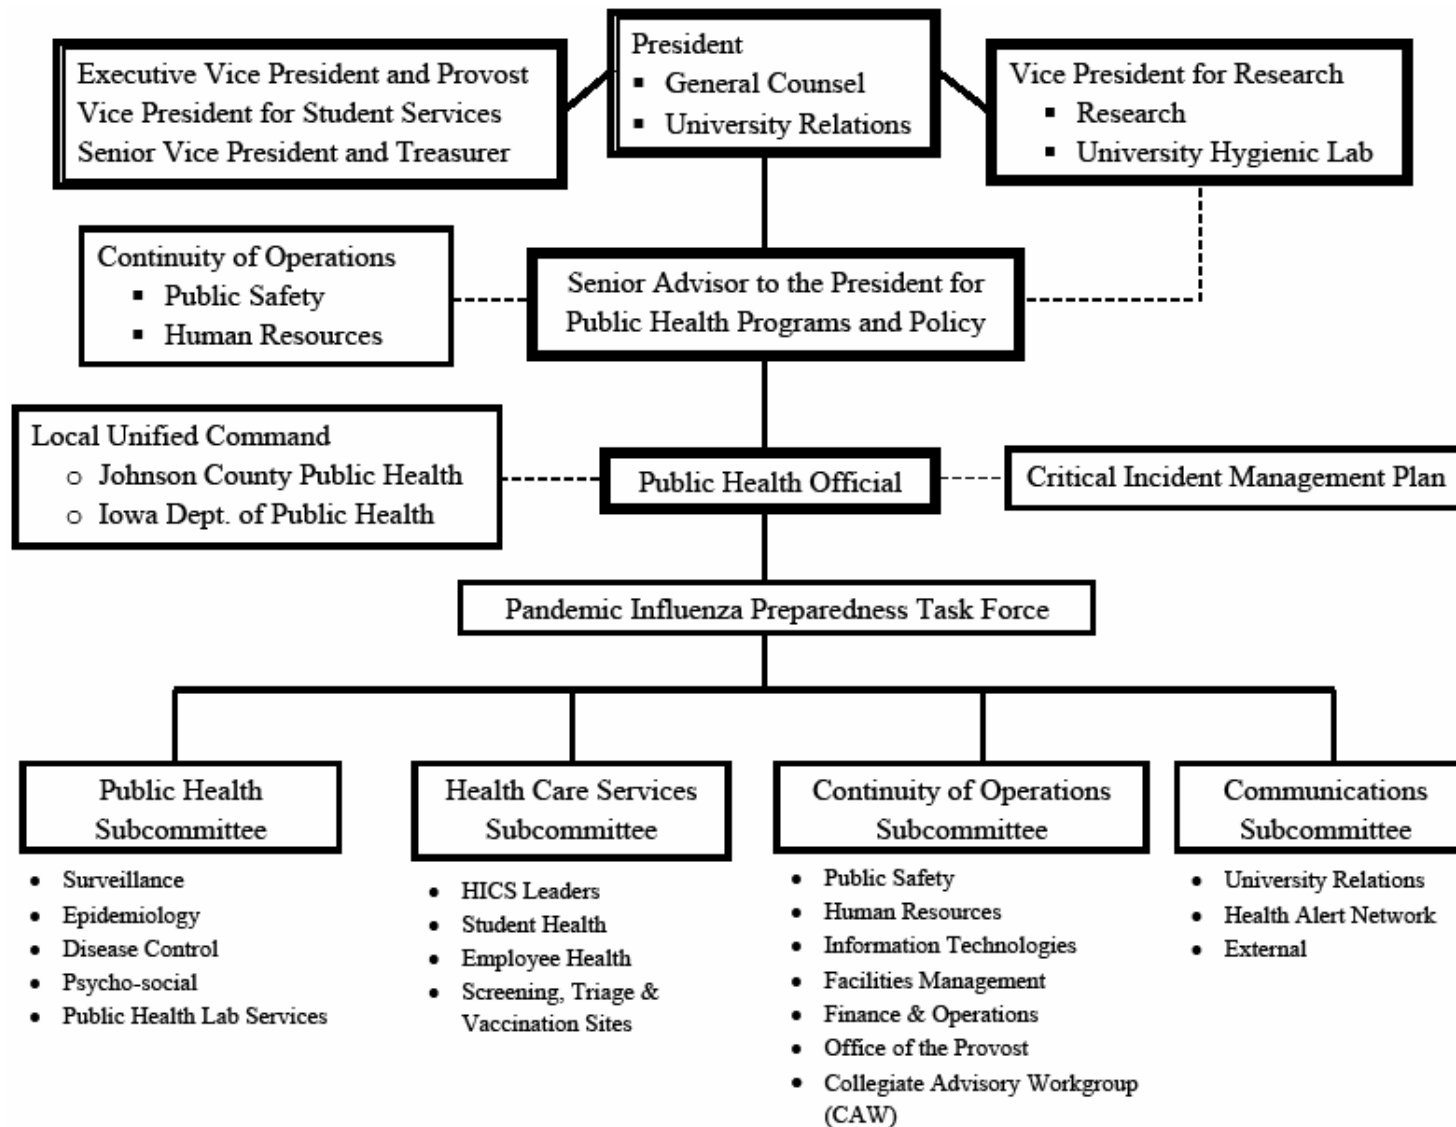 Executive Vice President and Provost
Vice President for Student Services
Senior Vice President and Treasurer
President
▪ General Counsel
▪ University Relations
Vice President for Research
▪ Research
▪ University Hygienic Lab
Continuity of Operations
▪ Public Safety
▪ Human Resources
Senior Advisor to the President for
Public Health Programs and Policy
Local Unified Command
o Johnson County Public Health
o Iowa Dept. of Public Health
Public Health Official
Critical Incident Management Plan
Pandemic Influenza Preparedness Task Force
Public Health
Subcommittee
• Surveillance
• Epidemiology
• Disease Control
• Psycho-social
• Public Health Lab Services
Health Care Services
Subcommittee
• HICS Leaders
• Student Health
• Employee Health
• Screening, Triage &
Vaccination Sites
Continuity of Operations
Subcommittee
• Public Safety
• Human Resources
• Information Technologies
• Facilities Management
• Finance & Operations
• Office of the Provost
• Collegiate Advisory Workgroup
(CAW)
Communications
Subcommittee
• University Relations
• Health Alert Network
• External